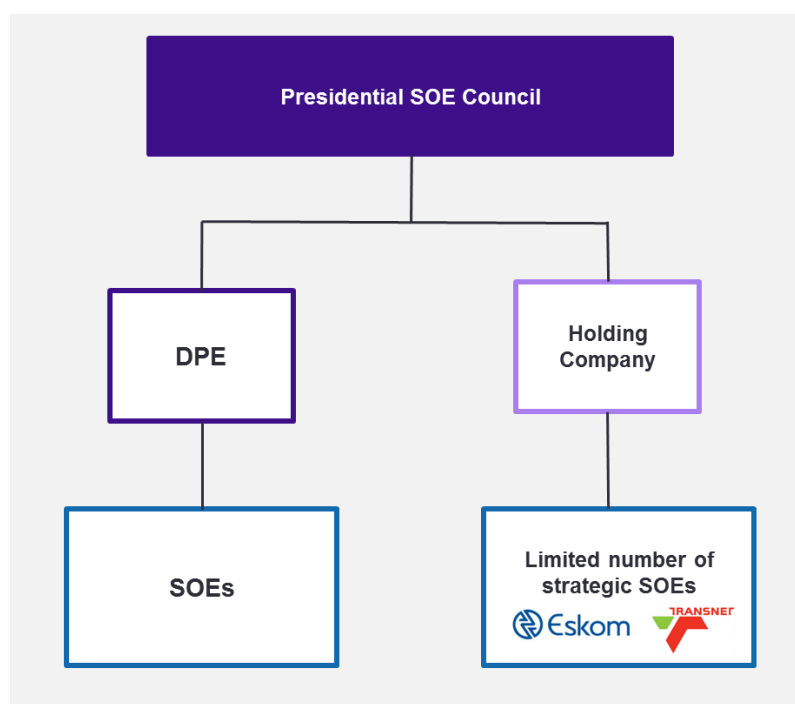 Presidential SOE Council
DPE
Holding
Company
SOEs
Limited number of
strategic SOEs
Eskom
TRANSNET